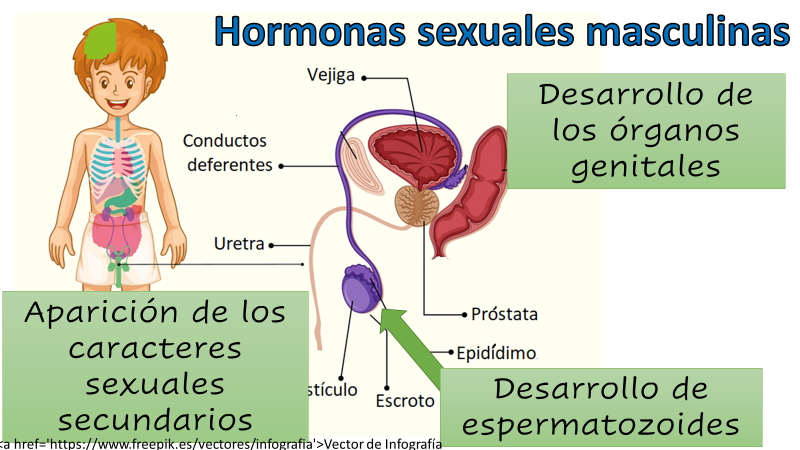 Hormonas sexuales masculinas
Vejiga
Desarrollo de
los órganos
genitales
Conductos
deferentes
Uretra
Aparición de los
caracteres
sexuales
secundarios
Próstata
Epidídimo
stículo
Escroto
Desarrollo de
espermatozoides
<a href='https://www.freepik.es/vectores/infografia'>Vector de Infografía